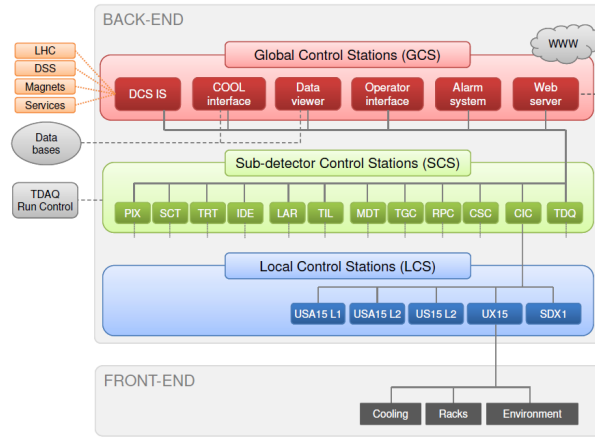 BACK-END
LHC
DSS
Magnets
Services
Global Control Stations (GCS)
WWW
DCS IS
COOL
interface
Data
viewer
Operator
interface
Alarm
system
Web
server
Data
bases
Sub-detector Control Stations (SCS)
TDAQ
Run Control
PIX
SCT
TRT
IDE
LAR
TIL
MDT
TGC
RPC
CSC
CIC
TDQ
Local Control Stations (LCS)
USA15 L1
USA15 L2
US15 L2
UX15
SDX1
FRONT-END
Cooling
Racks
Environment